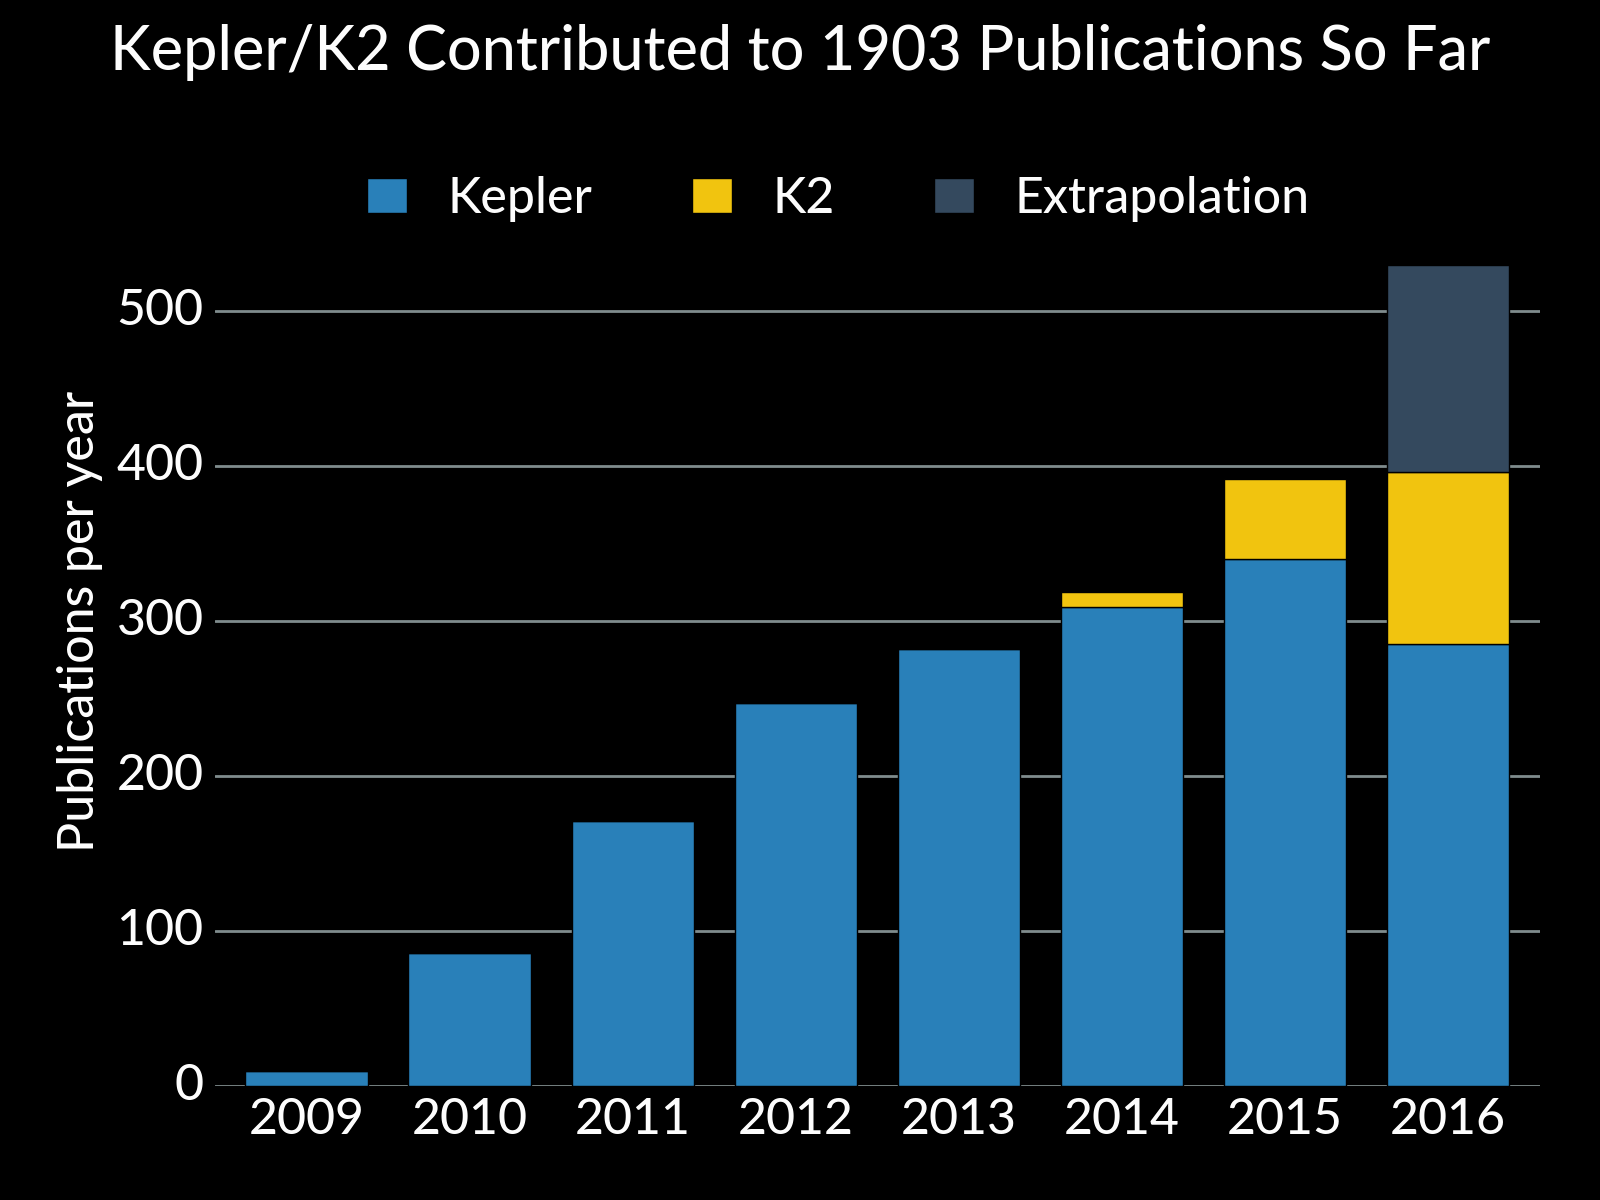 Kepler/K2 Contributed to 1903 Publications So Far
Kepler K2 Extrapolation
Publications per year
500
400
300
200
100
0
2009 2010 2011 2012 2013 2014 2015 2016